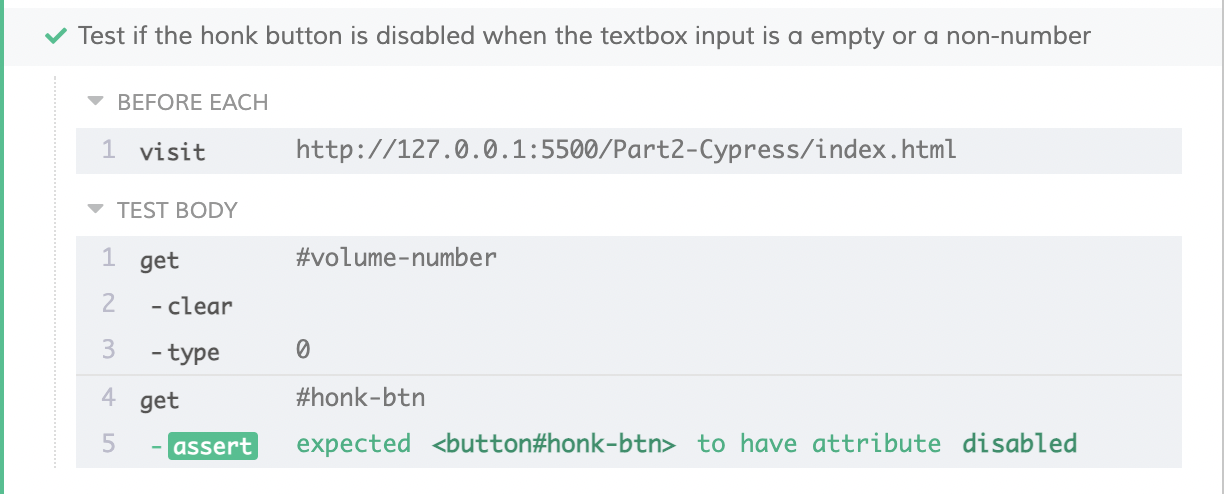 Test if the honk button is disabled when the textbox input is a empty or a non-number
BEFORE EACH
1 visit http://127.0.0.1:5500/Part2-Cypress/index.html
TEST BODY
1 get #volume-number
2 -clear
3 -type 0
4 get #honk-btn
5 -assert expected <button#honk-btn> to have attribute disabled